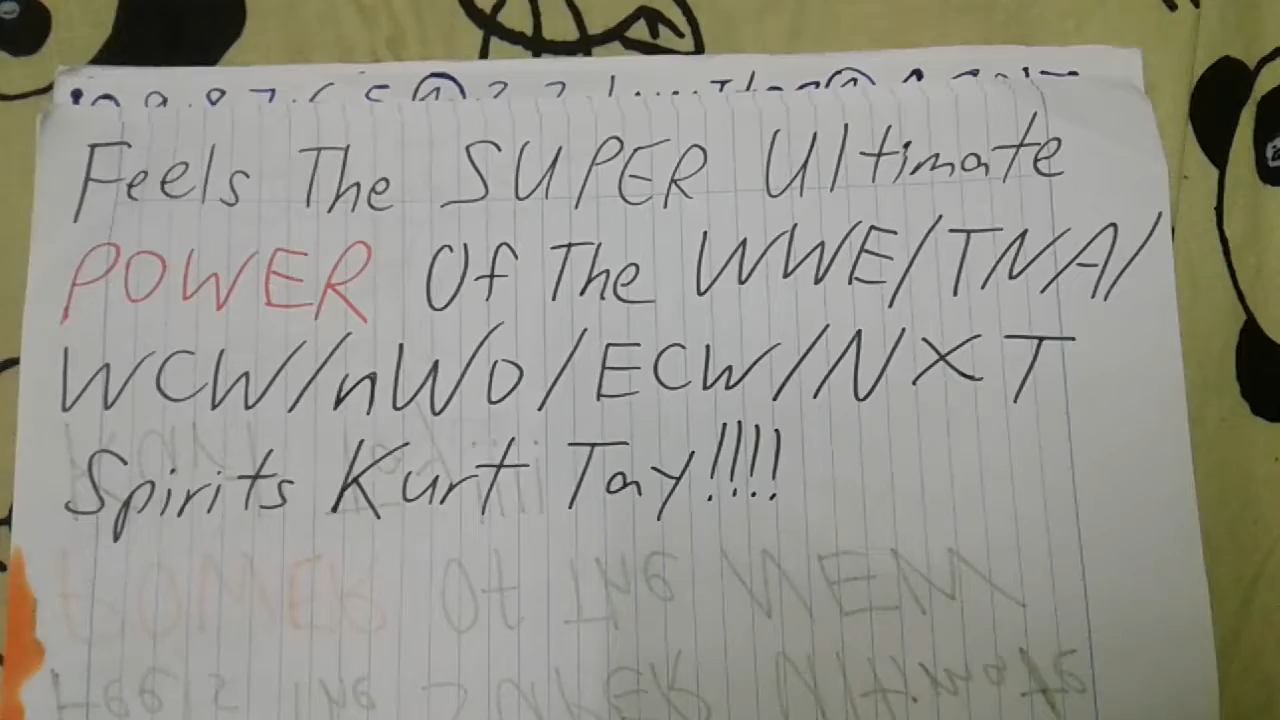 Feels The SUPER Ultimate
POWER Of The WWE/TNA/
WCW/nWo/ECW/NXT
Spirits Kurt Tay!!!!